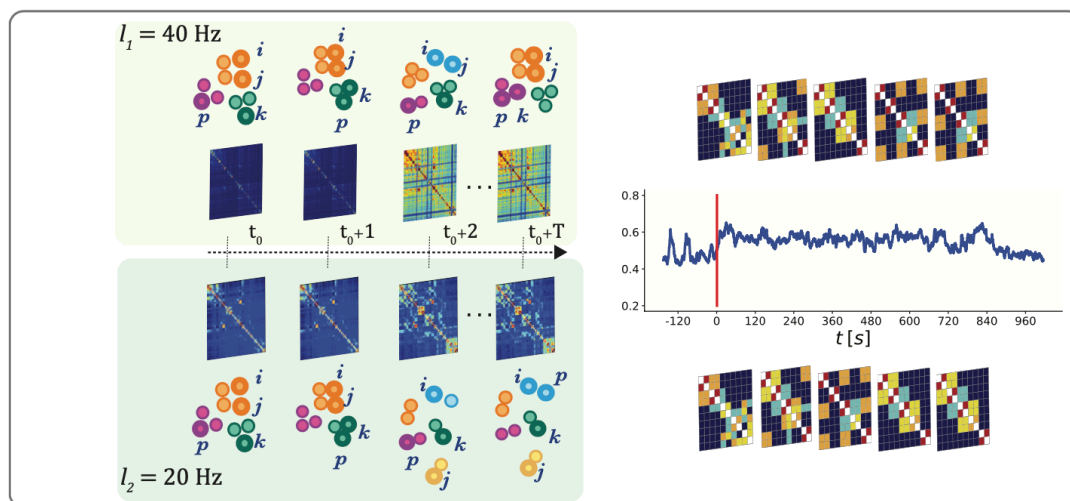 l₁ = 40 Hz
i i i i
j j j j
p k k p k p k
p
...
t₀ t₀+1 t₀+2 t₀+T
...
i i i i p
j j
p k k p k k
p j j
l₂ = 20 Hz
0.8
0.6
0.4
0.2
-120 0 120 240 360 480 600 720 840 960
t [s]